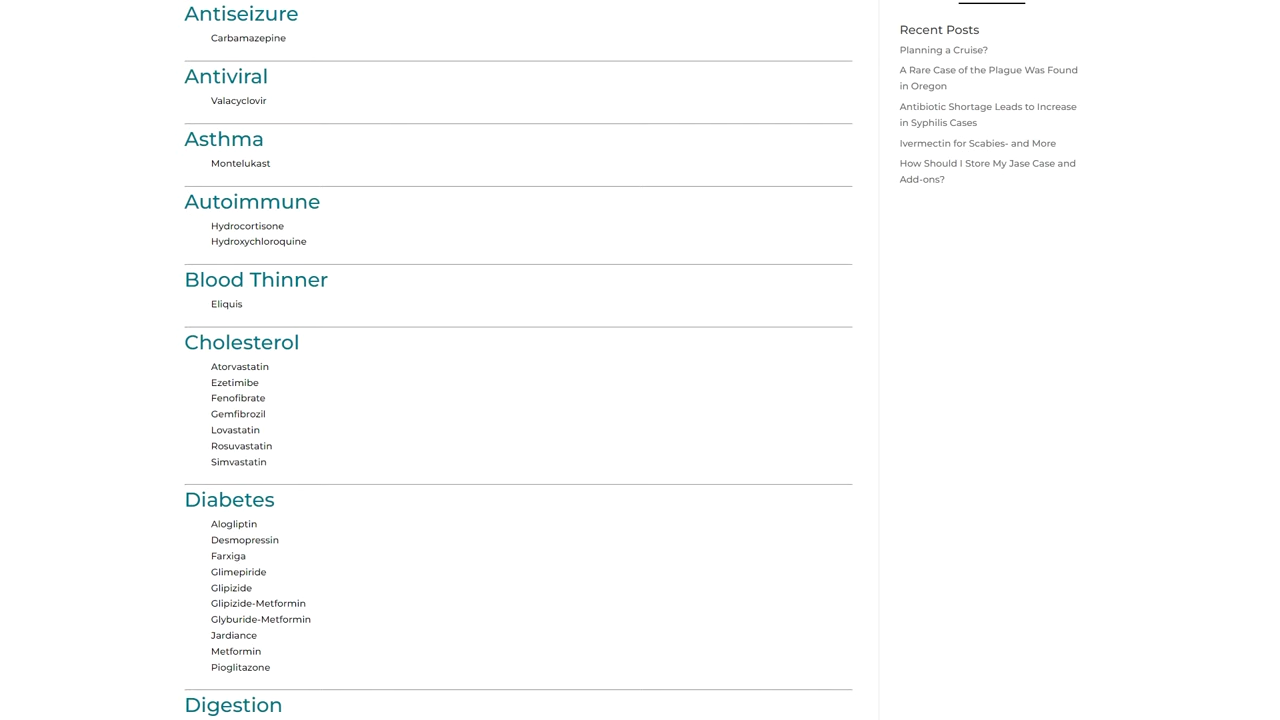 Antiseizure
Carbamazepine
Antiviral
Valacyclovir
Asthma
Montelukast
Autoimmune
Hydrocortisone
Hydroxychloroquine
Blood Thinner
Eliquis
Cholesterol
Atorvastatin
Ezetimibe
Fenofibrate
Gemfibrozil
Lovastatin
Rosuvastatin
Simvastatin
Diabetes
Alogliptin
Desmopressin
Farxiga
Glimepiride
Glipizide
Glipizide-Metformin
Glyburide-Metformin
Jardiance
Metformin
Pioglitazone
Digestion
Recent Posts
Planning a Cruise?
A Rare Case of the Plague Was Found
in Oregon
Antibiotic Shortage Leads to Increase
in Syphilis Cases
Ivermectin for Scabies- and More
How Should I Store My Jase Case and
Add-ons?